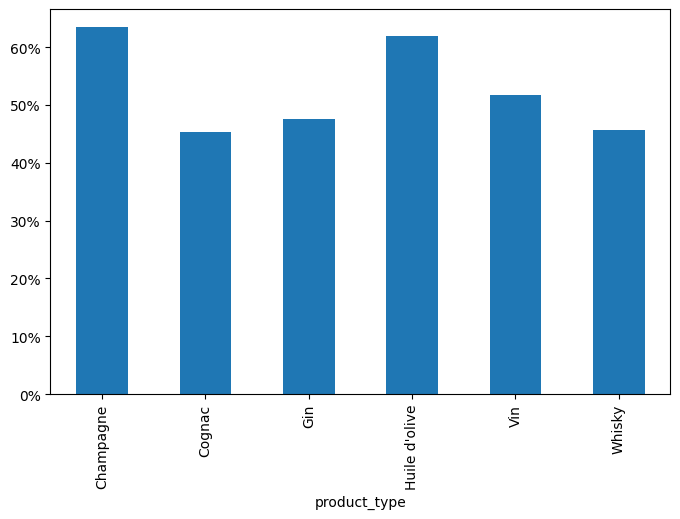 60%
50%
40%
30%
20%
10%
0%
Champagne
Cognac
Gin
Huile d'olive
Vin
Whisky
product_type